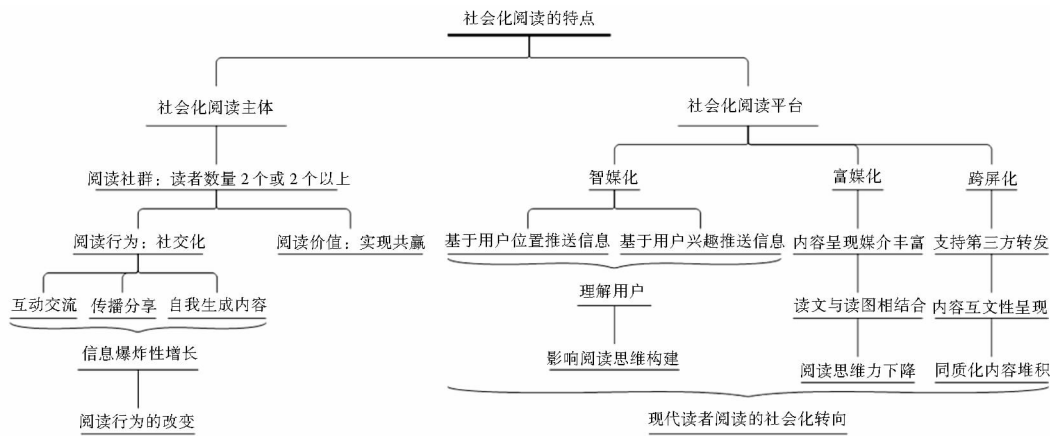 社会化阅读的特点
社会化阅读主体
社会化阅读平台
阅读社群：读者数量2个或2个以上
智媒化
富媒化
跨屏化
阅读行为：社交化
阅读价值：实现共赢
基于用户位置推送信息
基于用户兴趣推送信息
内容呈现媒介丰富
支持第三方转发
互动交流
传播分享
自我生成内容
理解用户
读文与读图相结合
内容互文性呈现
信息爆炸性增长
影响阅读思维构建
阅读思维力下降
同质化内容堆积
阅读行为的改变
现代读者阅读的社会化转向